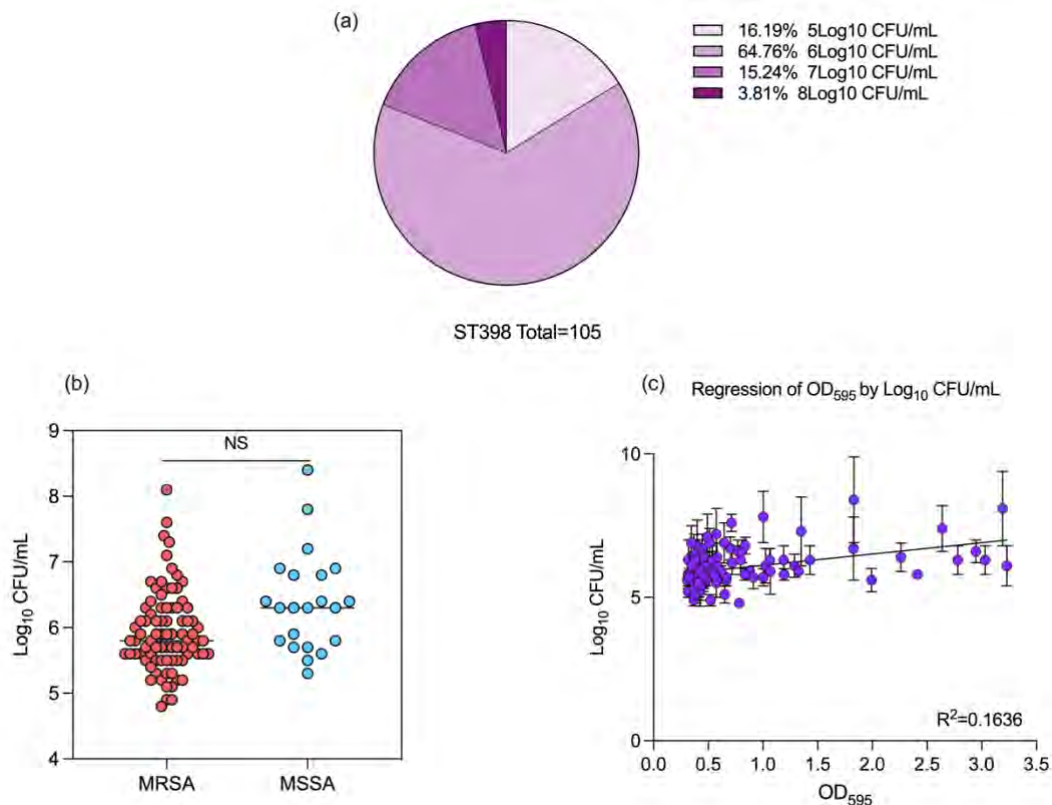 (a)
16.19% 5Log10 CFU/mL
64.76% 6Log10 CFU/mL
15.24% 7Log10 CFU/mL
3.81% 8Log10 CFU/mL
ST398 Total=105
(b)
NS
9
8
7
6
5
4
Log₁₀ CFU/mL
MRSA
MSSA
(c)
Regression of OD₅₉₅ by Log₁₀ CFU/mL
10
5
0
Log₁₀ CFU/mL
R²=0.1636
0.0 0.5 1.0 1.5 2.0 2.5 3.0 3.5
OD₅₉₅